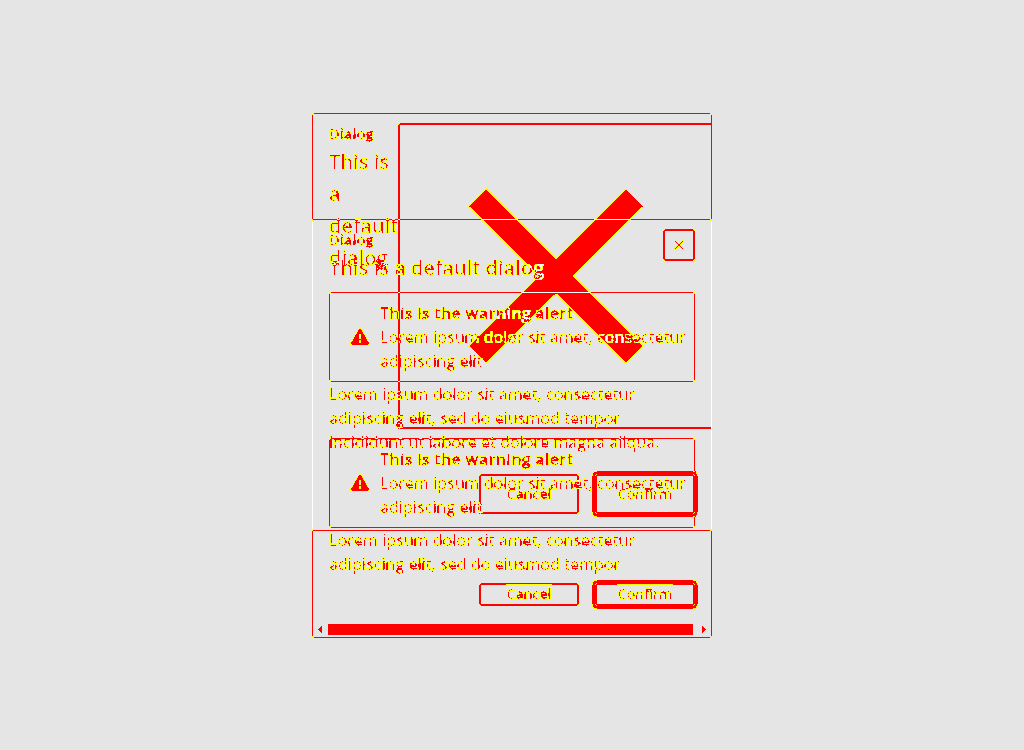 Dialog
This is
a
default
dialog
Dialog
This is a default dialog
This is the warning alert
Lorem ipsum dolor sit amet, consectetur
adipiscing elit
Lorem ipsum dolor sit amet, consectetur
adipiscing elit, sed do eiusmod tempor
incididunt ut labore et dolore magna aliqua.
This is the warning alert
Lorem ipsum dolor sit amet, consectetur
adipiscing elit
Cancel
Confirm
Lorem ipsum dolor sit amet, consectetur
adipiscing elit, sed do eiusmod tempor
Cancel
Confirm